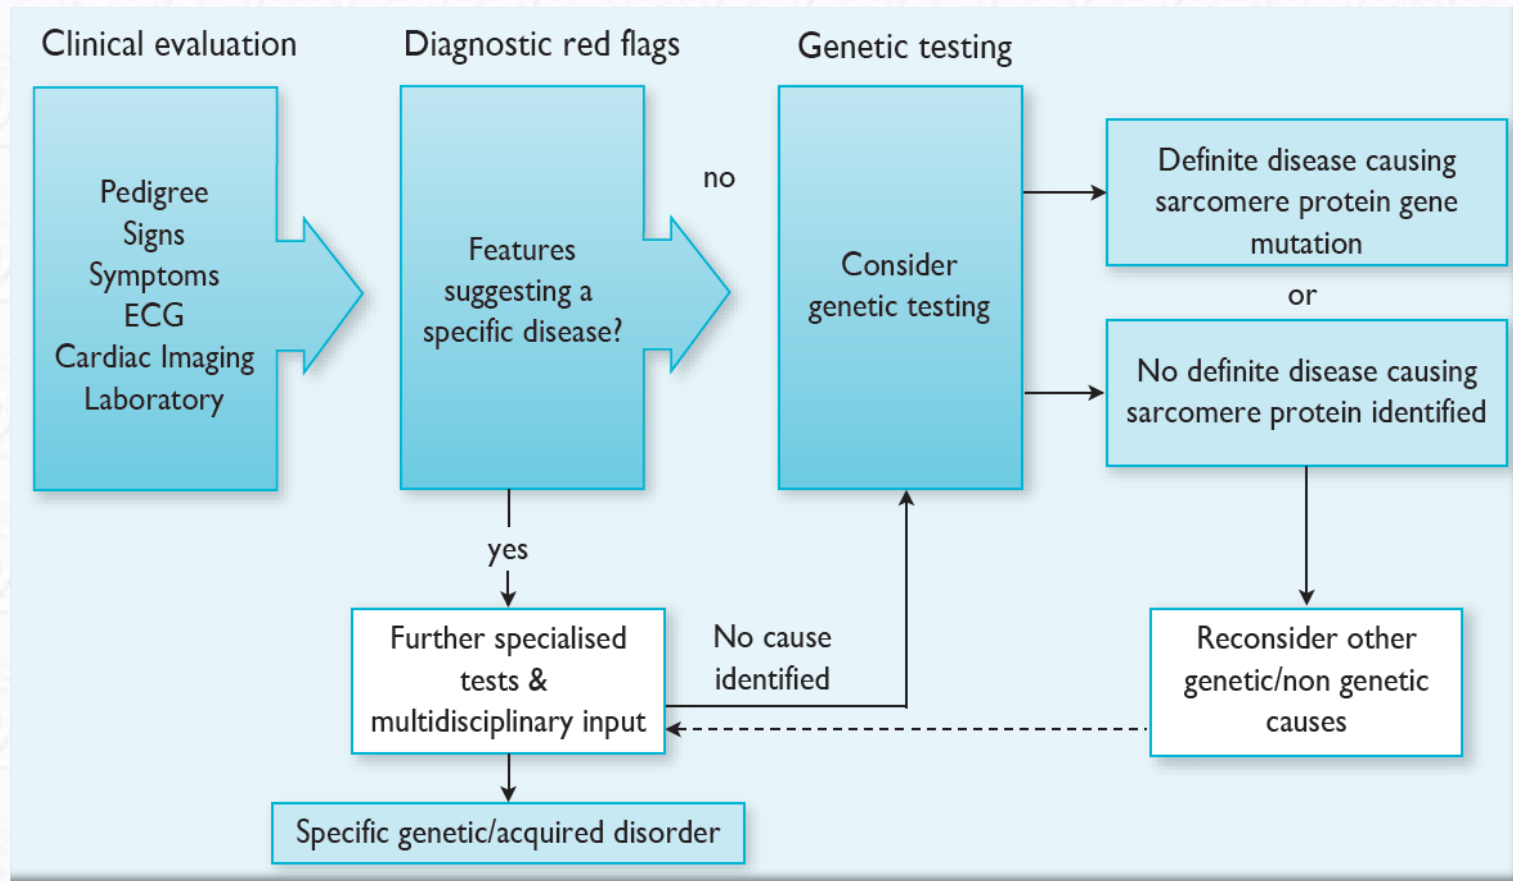 Clinical evaluation
Diagnostic red flags
Genetic testing
Pedigree
Signs
Symptoms
ECG
Cardiac Imaging
Laboratory
Features
suggesting a
specific disease?
no
Consider
genetic testing
Definite disease causing
sarcomere protein gene
mutation
or
No definite disease causing
sarcomere protein identified
yes
Further specialised
tests &
multidisciplinary input
No cause
identified
Reconsider other
genetic/non genetic
causes
Specific genetic/acquired disorder